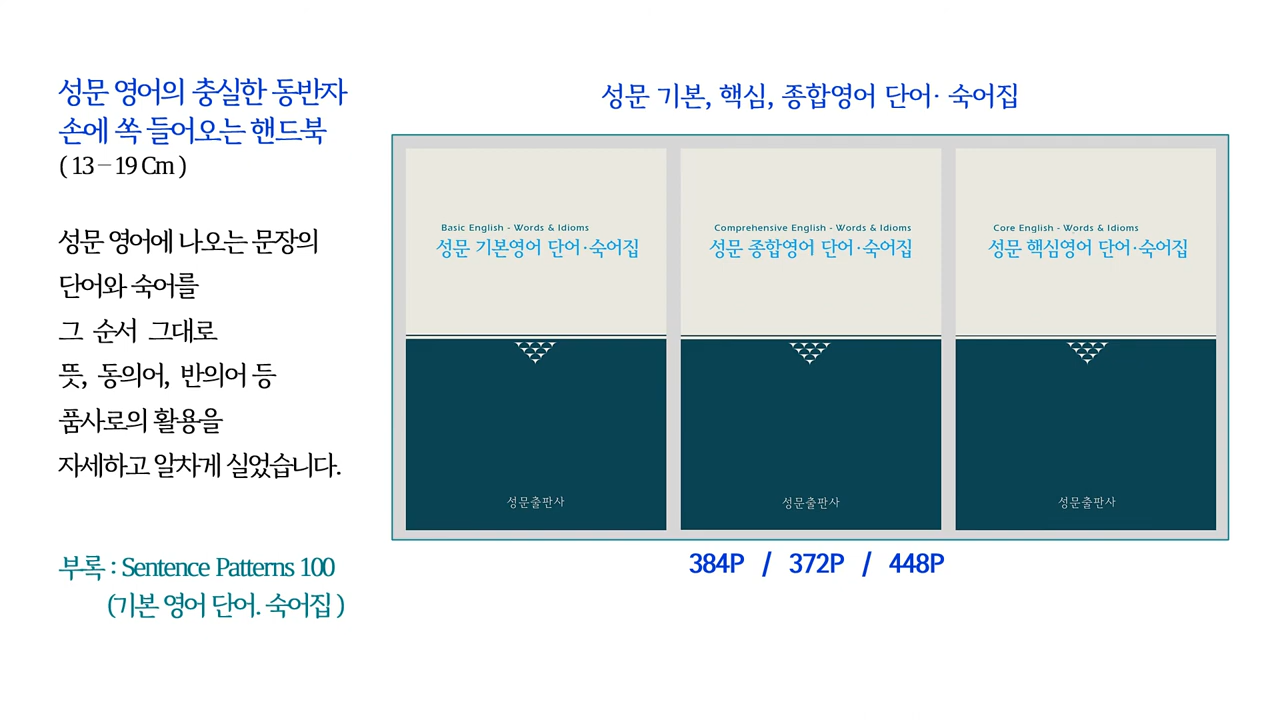 성문 영어의 충실한 동반자
손에 쏙 들어오는 핸드북
( 13 – 19 Cm )
성문 영어에 나오는 문장의
단어와 숙어를
그 순서 그대로
뜻, 동의어, 반의어 등
품사로의 활용을
자세하고 알차게 실었습니다.
부록 : Sentence Patterns 100
(기본 영어 단어. 숙어집 )
성문 기본, 핵심, 종합영어 단어· 숙어집
Basic English - Words & Idioms
성문 기본영어 단어·숙어집
성문출판사
Comprehensive English - Words & Idioms
성문 종합영어 단어·숙어집
성문출판사
Core English - Words & Idioms
성문 핵심영어 단어·숙어집
성문출판사
384P / 372P / 448P